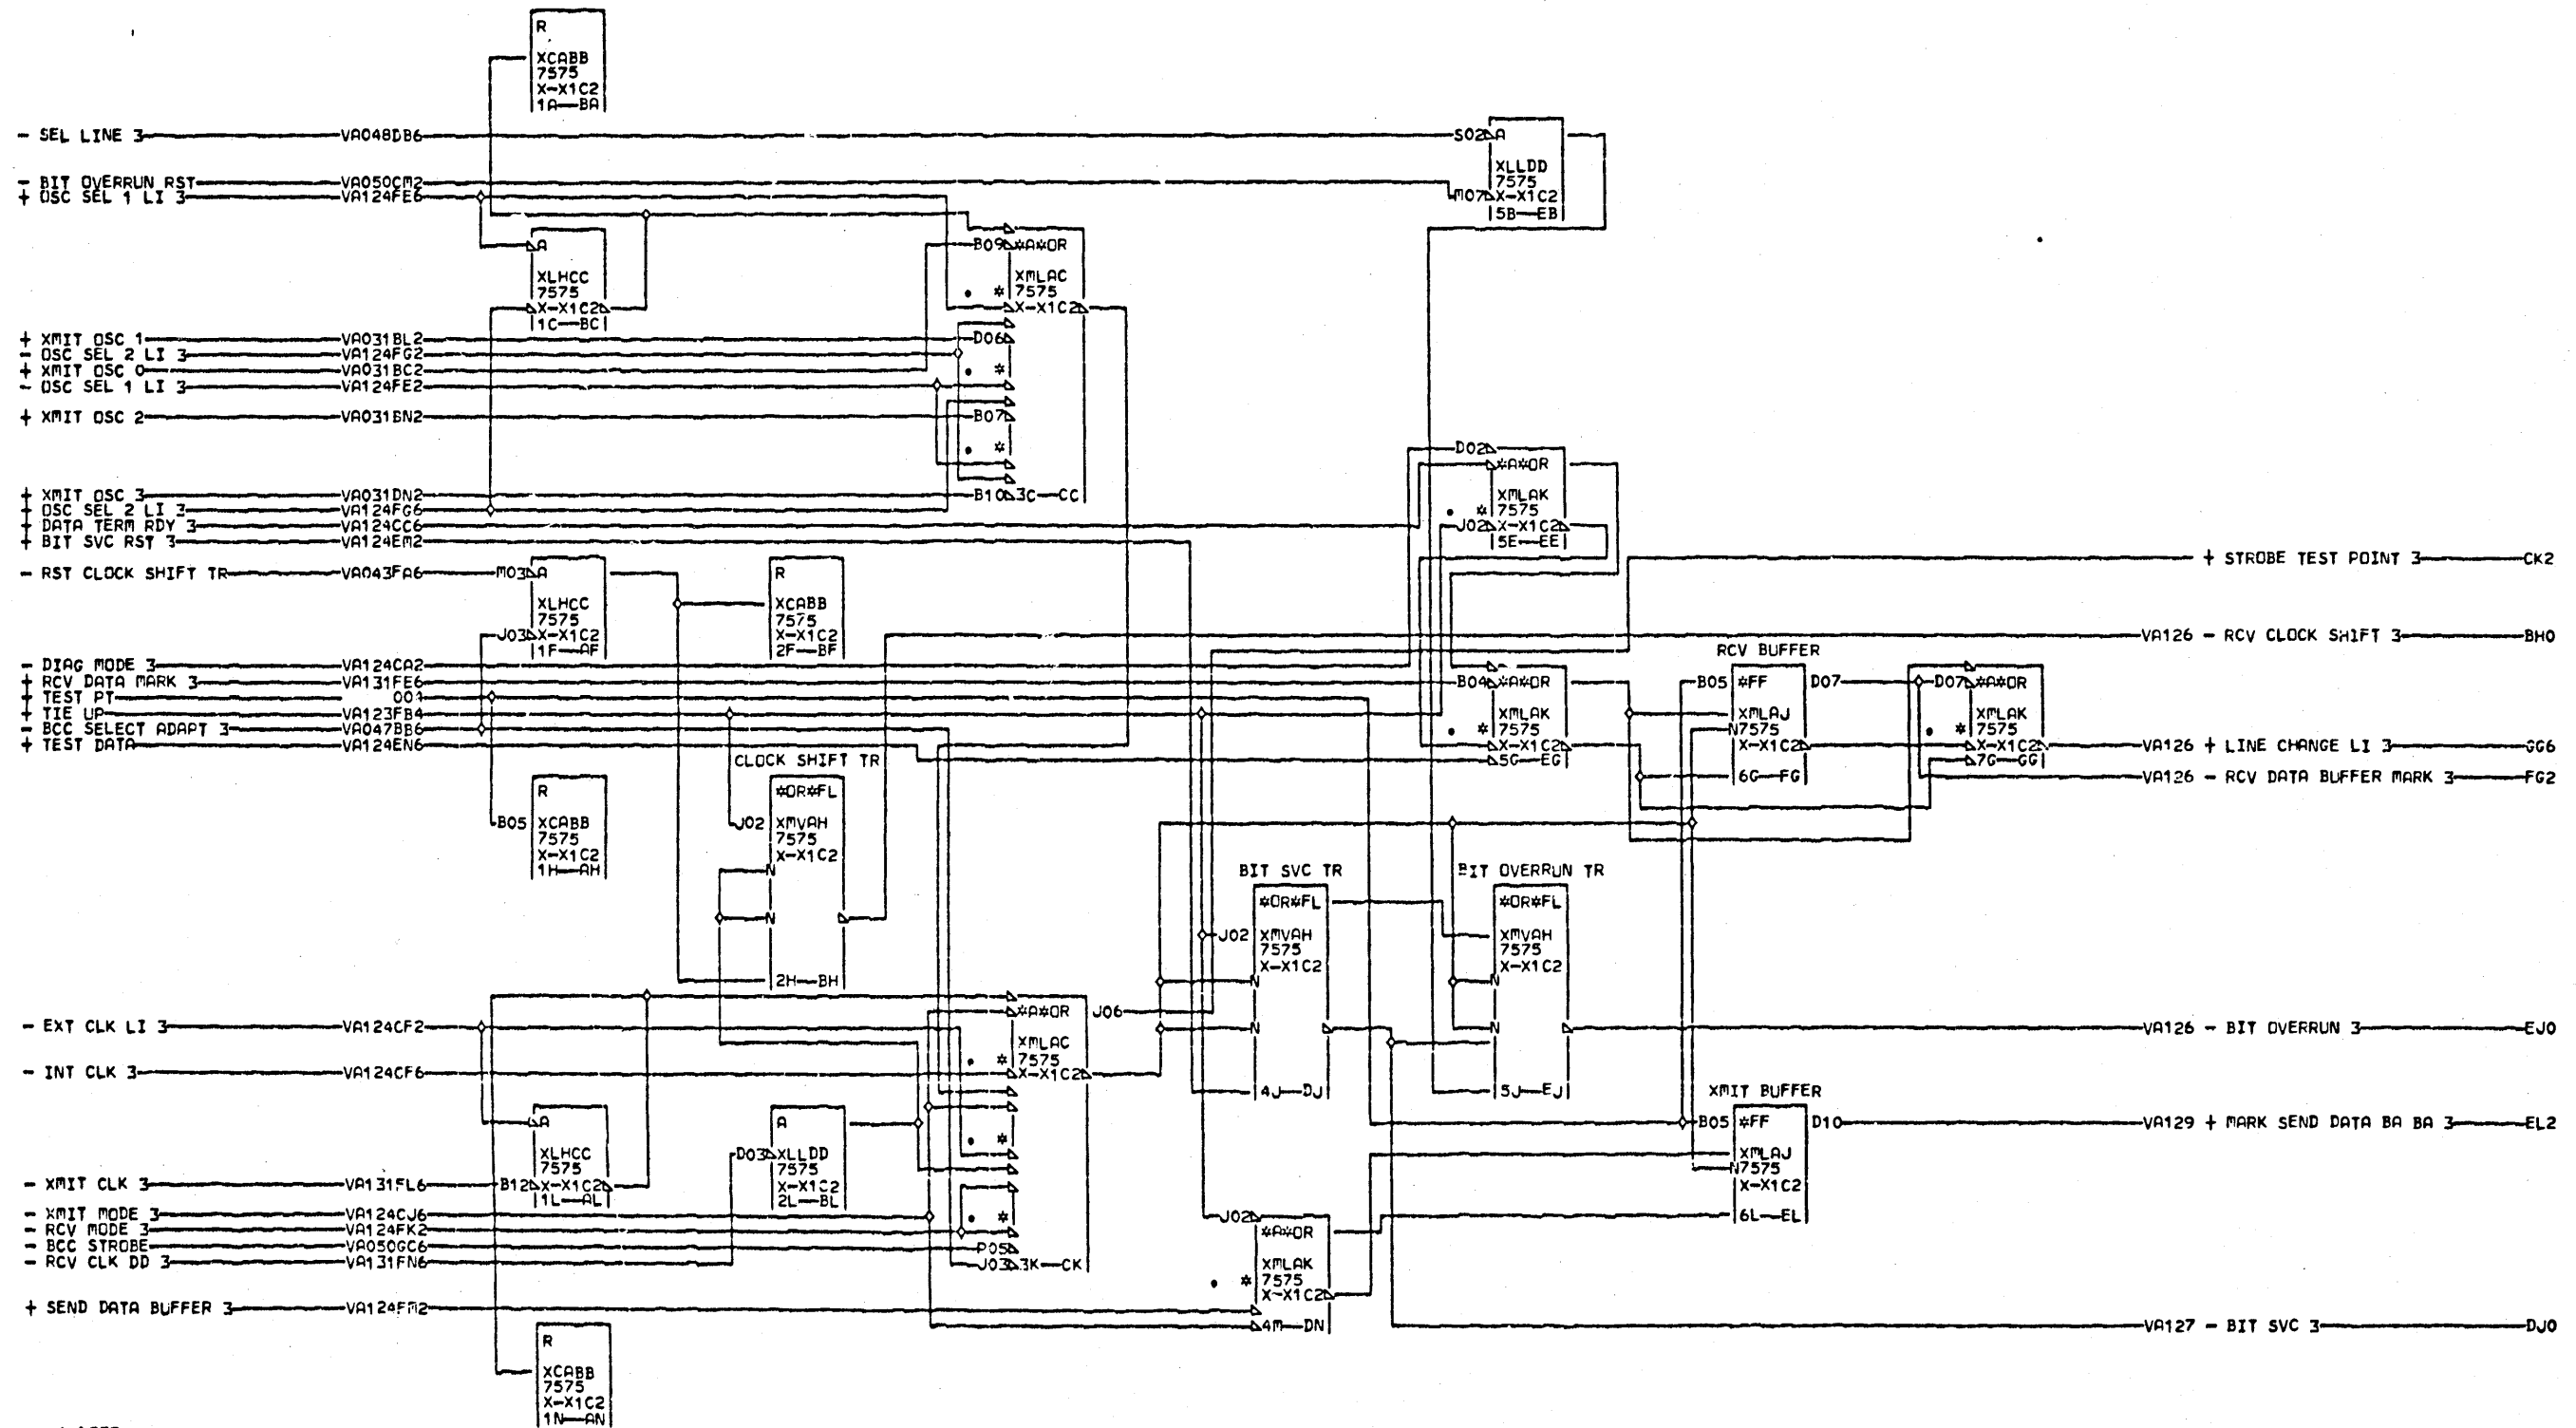 R
XCABB
7575
X-X1C2
1A—BA
- SEL LINE 3 VA048DB6 S02 A
XLLDD
7575
X-X1C2
5B—EB
- BIT OVERRUN RST VA050CM2 M07
+ OSC SEL 1 LI 3 VA124FE6
A
XLHCC
7575
X-X1C2
1C—BC
B09 *A*OR
XMLAC
* 7575
X-X1C2
+ XMIT OSC 1 VA031BL2 D06
- OSC SEL 2 LI 3 VA124FG2
+ XMIT OSC 0 VA031BC2 *
- OSC SEL 1 LI 3 VA124FE2
+ XMIT OSC 2 VA031BN2 B07
*
+ XMIT OSC 3 VA031DN2 B10 3C—CC
+ OSC SEL 2 LI 3 VA124FG6
+ DATA TERM RDY 3 VA124CC6
+ BIT SVC RST 3 VA124EM2
D02
*A*OR
XMLAK
* 7575
J02 X-X1C2
5E—EE
+ STROBE TEST POINT 3 CK2
- RST CLOCK SHIFT TR VA043FA6 M03 A
XLHCC
7575
J03 X-X1C2
1F—AF
R
XCABB
7575
X-X1C2
2F—BF
VA126 - RCV CLOCK SHIFT 3 BH0
- DIAG MODE 3 VA124CA2
+ RCV DATA MARK 3 VA131FE6
+ TEST PT
+ TIE UP VA123FB4
- BCC SELECT ADAPT 3 VA047BB6
+ TEST DATA VA124EN6
B04 *A*OR
XMLAK
* 7575
X-X1C2
5G—EG
RCV BUFFER
B05 *FF D07
XMLAJ
N 7575
X-X1C2
6G—FG
D07 *A*OR
XMLAK
* 7575
X-X1C2
7G—GG
VA126 + LINE CHANGE LI 3 GG6
VA126 - RCV DATA BUFFER MARK 3 FG2
R
B05 XCABB
7575
X-X1C2
1H—AH
CLOCK SHIFT TR
*OR*FL
J02 XMVAH
7575
X-X1C2
N
N
2H—BH
BIT SVC TR
*OR*FL
J02 XMVAH
7575
X-X1C2
N
N
4J—DJ
BIT OVERRUN TR
*OR*FL
XMVAH
7575
X-X1C2
N
N
5J—EJ
- EXT CLK LI 3 VA124CF2
- INT CLK 3 VA124CF6
*A*OR J06
XMLAC
* 7575
X-X1C2
*
*
P05
J03 3K—CK
VA126 - BIT OVERRUN 3 EJ0
A
XLHCC
7575
B12 X-X1C2
1L—AL
A
D03 XLLDD
7575
X-X1C2
2L—BL
XMIT BUFFER
B05 *FF D10
XMLAJ
N 7575
X-X1C2
6L—EL
VA129 + MARK SEND DATA BA BA 3 EL2
- XMIT CLK 3 VA131FL6
- XMIT MODE 3 VA124CJ6
- RCV MODE 3 VA124FK2
- BCC STROBE VA050GC6
- RCV CLK DD 3 VA131FN6
+ SEND DATA BUFFER 3 VA124FM2
J02
*A*OR
XMLAK
* 7575
X-X1C2
4M—DN
VA127 - BIT SVC 3 DJ0
R
XCABB
7575
X-X1C2
1N—AN